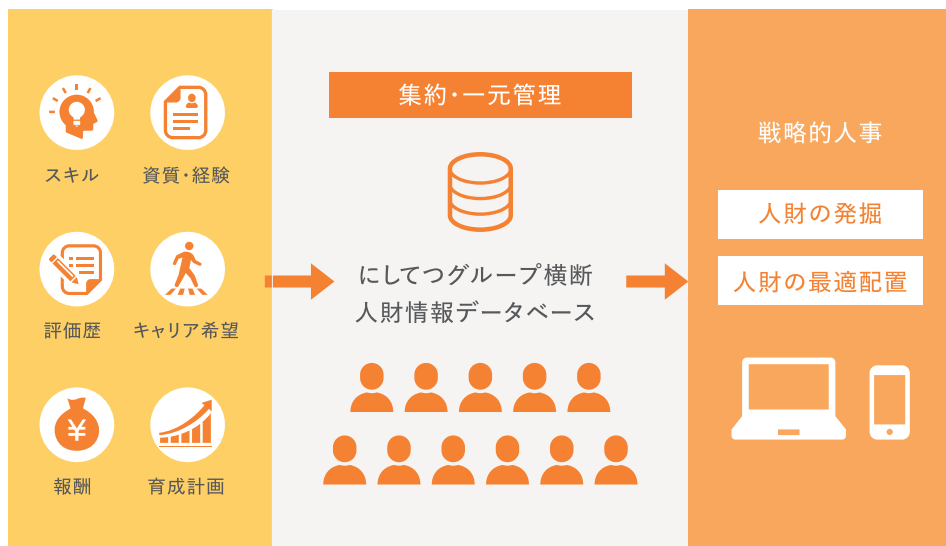 スキル
資質・経験
評価歴
キャリア希望
¥
報酬
育成計画
集約・一元管理
にしてつグループ横断
人財情報データベース
戦略的人事
人財の発掘
人財の最適配置